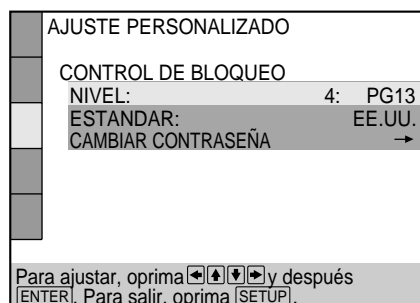 AJUSTE PERSONALIZADO
CONTROL DE BLOQUEO
NIVEL: 4: PG13
ESTANDAR: EE.UU.
CAMBIAR CONTRASEÑA →
Para ajustar, oprima ←↑↓→ y después
ENTER. Para salir, oprima SETUP.